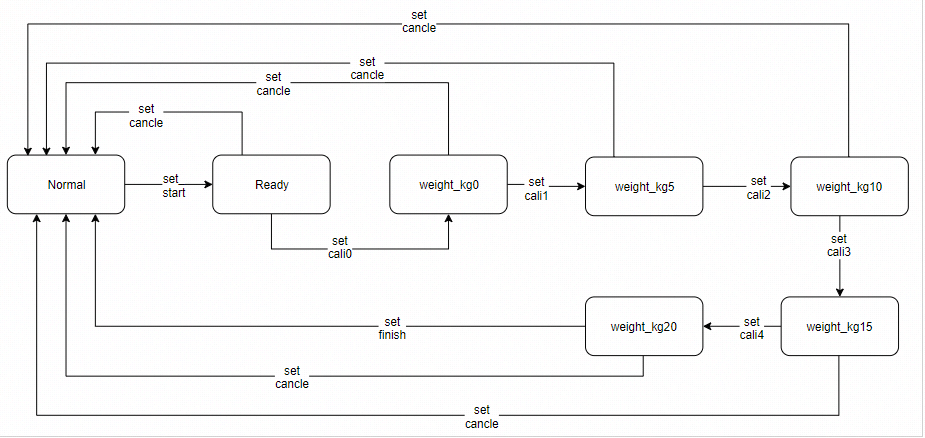 set
cancle
set
cancle
set
cancle
set
cancle
Normal
set
start
Ready
weight_kg0
set
cali1
weight_kg5
set
cali2
weight_kg10
set
cali0
set
cali3
set
finish
weight_kg20
set
cali4
weight_kg15
set
cancle
set
cancle